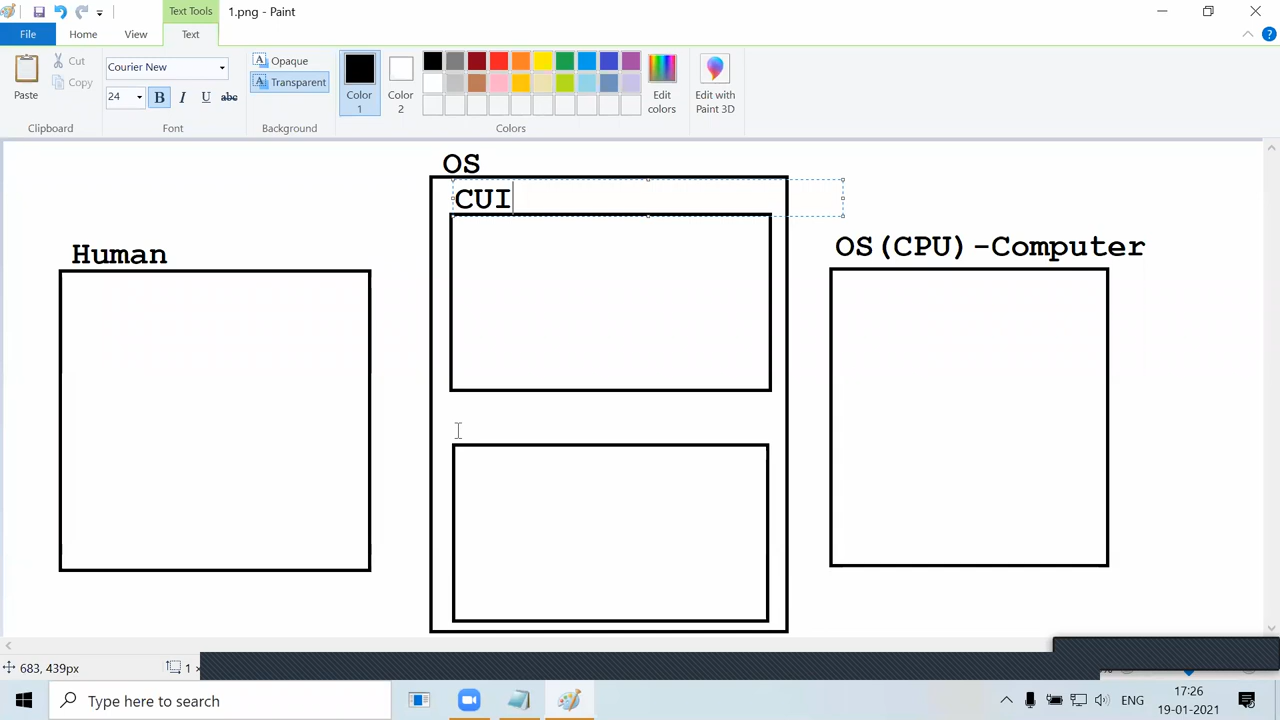 Text Tools
1.png - Paint
File
Home
View
Text
?
Paste
Cut
Copy
Clipboard
Courier New
24
B I U abc
Font
A Opaque
A Transparent
Background
Color 1
Color 2
Colors
Edit colors
Edit with Paint 3D
OS
CUI
Human
OS(CPU)-Computer
683, 439px
1 ×
Type here to search
ENG
17:26
19-01-2021